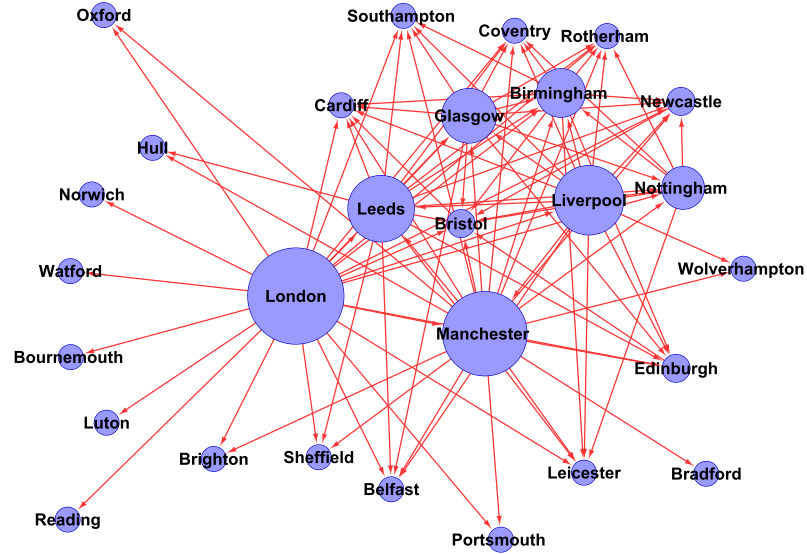 Oxford
Southampton
Coventry
Rotherham
Cardiff
Glasgow
Birmingham
Newcastle
Hull
Norwich
Leeds
Bristol
Liverpool
Nottingham
Watford
London
Wolverhampton
Manchester
Bournemouth
Edinburgh
Luton
Brighton
Sheffield
Belfast
Leicester
Bradford
Reading
Portsmouth